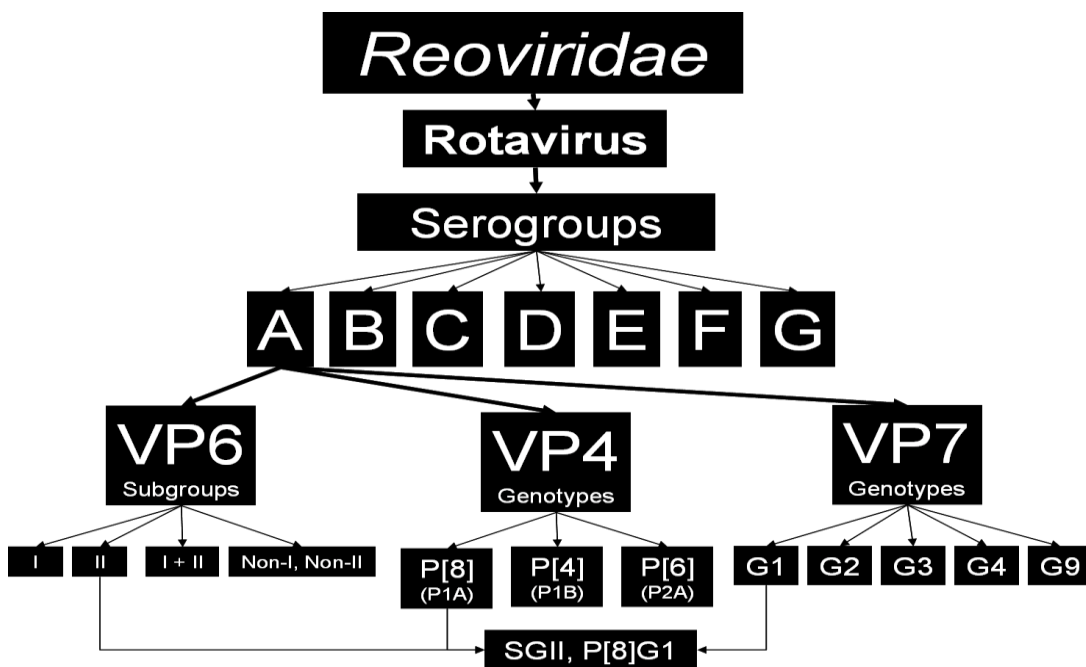 Reoviridae
Rotavirus
Serogroups
A B C D E F G
VP6
Subgroups
VP4
Genotypes
VP7
Genotypes
I
II
I + II
Non-I, Non-II
P[8]
(P1A)
P[4]
(P1B)
P[6]
(P2A)
G1
G2
G3
G4
G9
SGII, P[8]G1